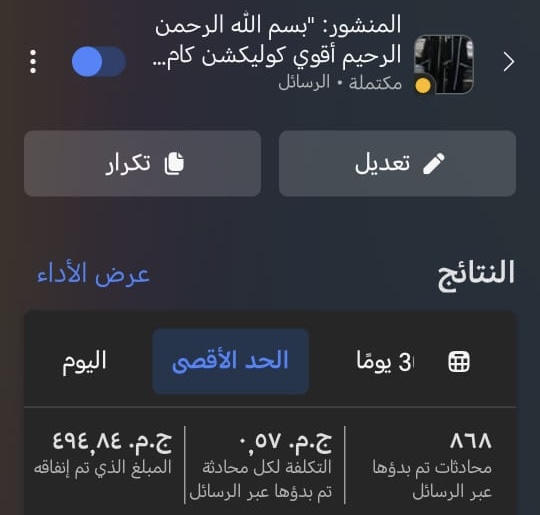 المنشور: "بسم الله الرحمن
الرحيم أقوي كوليكشن كام...
مكتملة • الرسائل
تعديل
تكرار
النتائج
عرض الأداء
3 يومًا
الحد الأقصى
اليوم
٨٦٨
محادثات تم بدؤها
عبر الرسائل
ج.م. ٠,٥٧
التكلفة لكل محادثة
تم بدؤها عبر الرسائل
ج.م. ٤٩٤,٨٤
المبلغ الذي تم إنفاقه